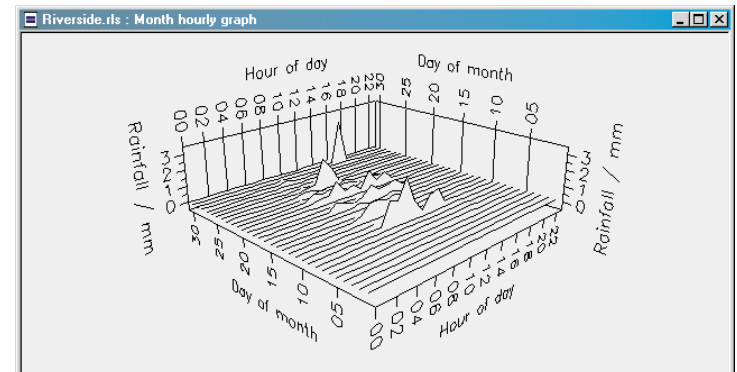 Riverside.rls : Month hourly graph
Hour of day
Day of month
00 02 04 06 08 10 12 14 16 18 20 22
30 25 20 15 10 05
Rainfall / mm
3
2
1
0
Rainfall / mm
3
2
1
0
30 25 20 15 10 05
Day of month
00 02 04 06 08 10 12 14 16 18 20 22
Hour of day